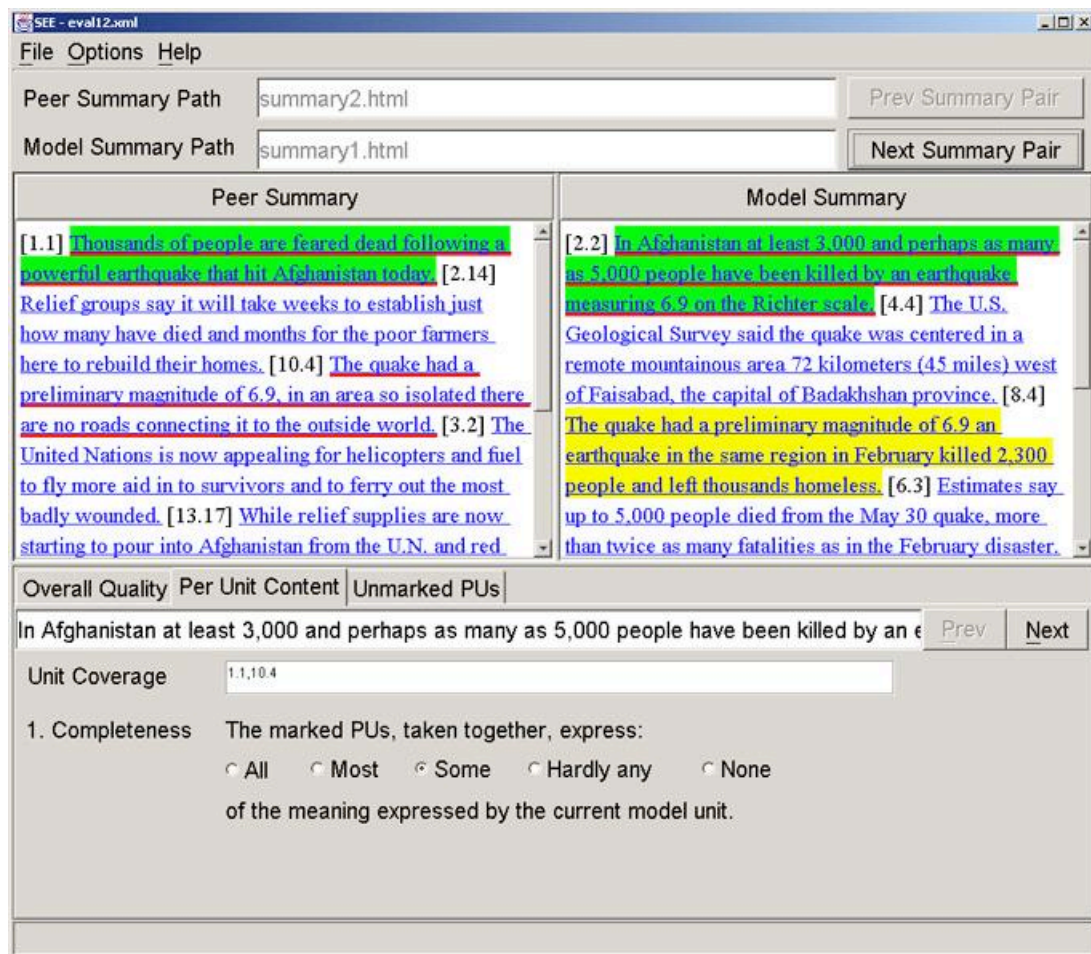 SEE - eval12.xml
File Options Help
Peer Summary Path summary2.html Prev Summary Pair
Model Summary Path summary1.html Next Summary Pair
Peer Summary
[1.1] Thousands of people are feared dead following a
powerful earthquake that hit Afghanistan today. [2.14]
Relief groups say it will take weeks to establish just
how many have died and months for the poor farmers
here to rebuild their homes. [10.4] The quake had a
preliminary magnitude of 6.9, in an area so isolated there
are no roads connecting it to the outside world. [3.2] The
United Nations is now appealing for helicopters and fuel
to fly more aid in to survivors and to ferry out the most
badly wounded. [13.17] While relief supplies are now
starting to pour into Afghanistan from the U.N. and red
Model Summary
[2.2] In Afghanistan at least 3,000 and perhaps as many
as 5,000 people have been killed by an earthquake
measuring 6.9 on the Richter scale. [4.4] The U.S.
Geological Survey said the quake was centered in a
remote mountainous area 72 kilometers (45 miles) west
of Faisabad, the capital of Badakhshan province. [8.4]
The quake had a preliminary magnitude of 6.9 an
earthquake in the same region in February killed 2,300
people and left thousands homeless. [6.3] Estimates say
up to 5,000 people died from the May 30 quake, more
than twice as many fatalities as in the February disaster.
Overall Quality Per Unit Content Unmarked PUs
In Afghanistan at least 3,000 and perhaps as many as 5,000 people have been killed by an e Prev Next
Unit Coverage 1.1,10.4
1. Completeness The marked PUs, taken together, express:
All Most Some Hardly any None
of the meaning expressed by the current model unit.